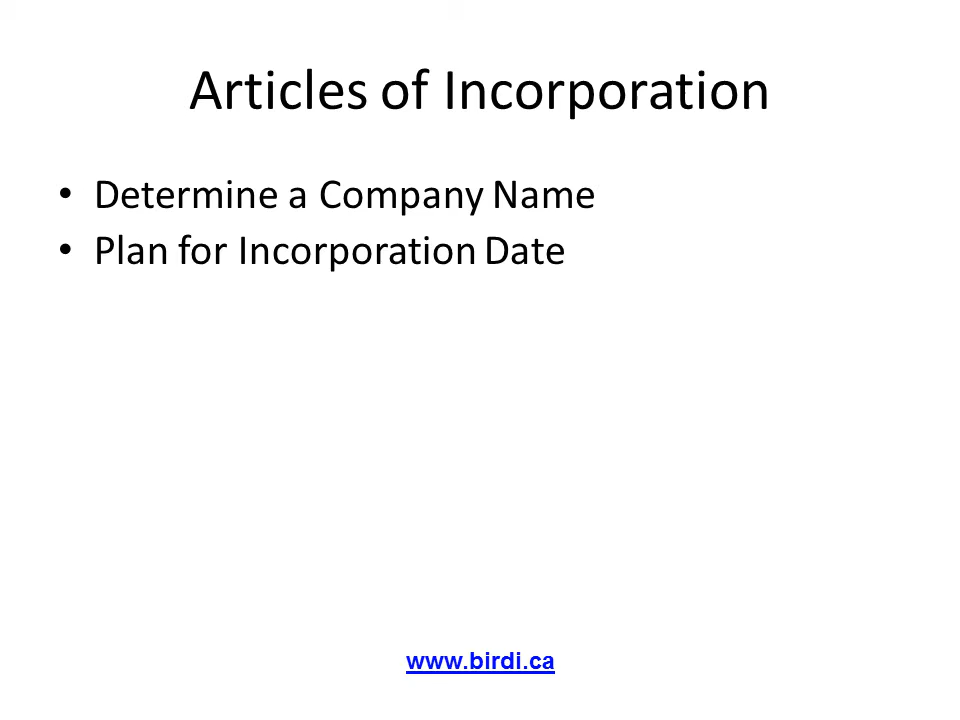 Articles of Incorporation
• Determine a Company Name
• Plan for Incorporation Date
www.birdi.ca